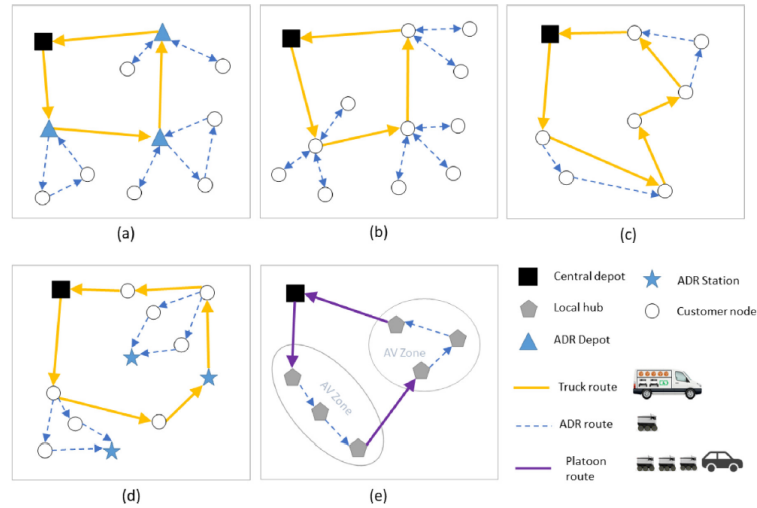 (a)
(b)
(c)
AV Zone
AV Zone
(d)
(e)
Central depot
ADR Station
Local hub
Customer node
ADR Depot
Truck route
ADR route
Platoon
route